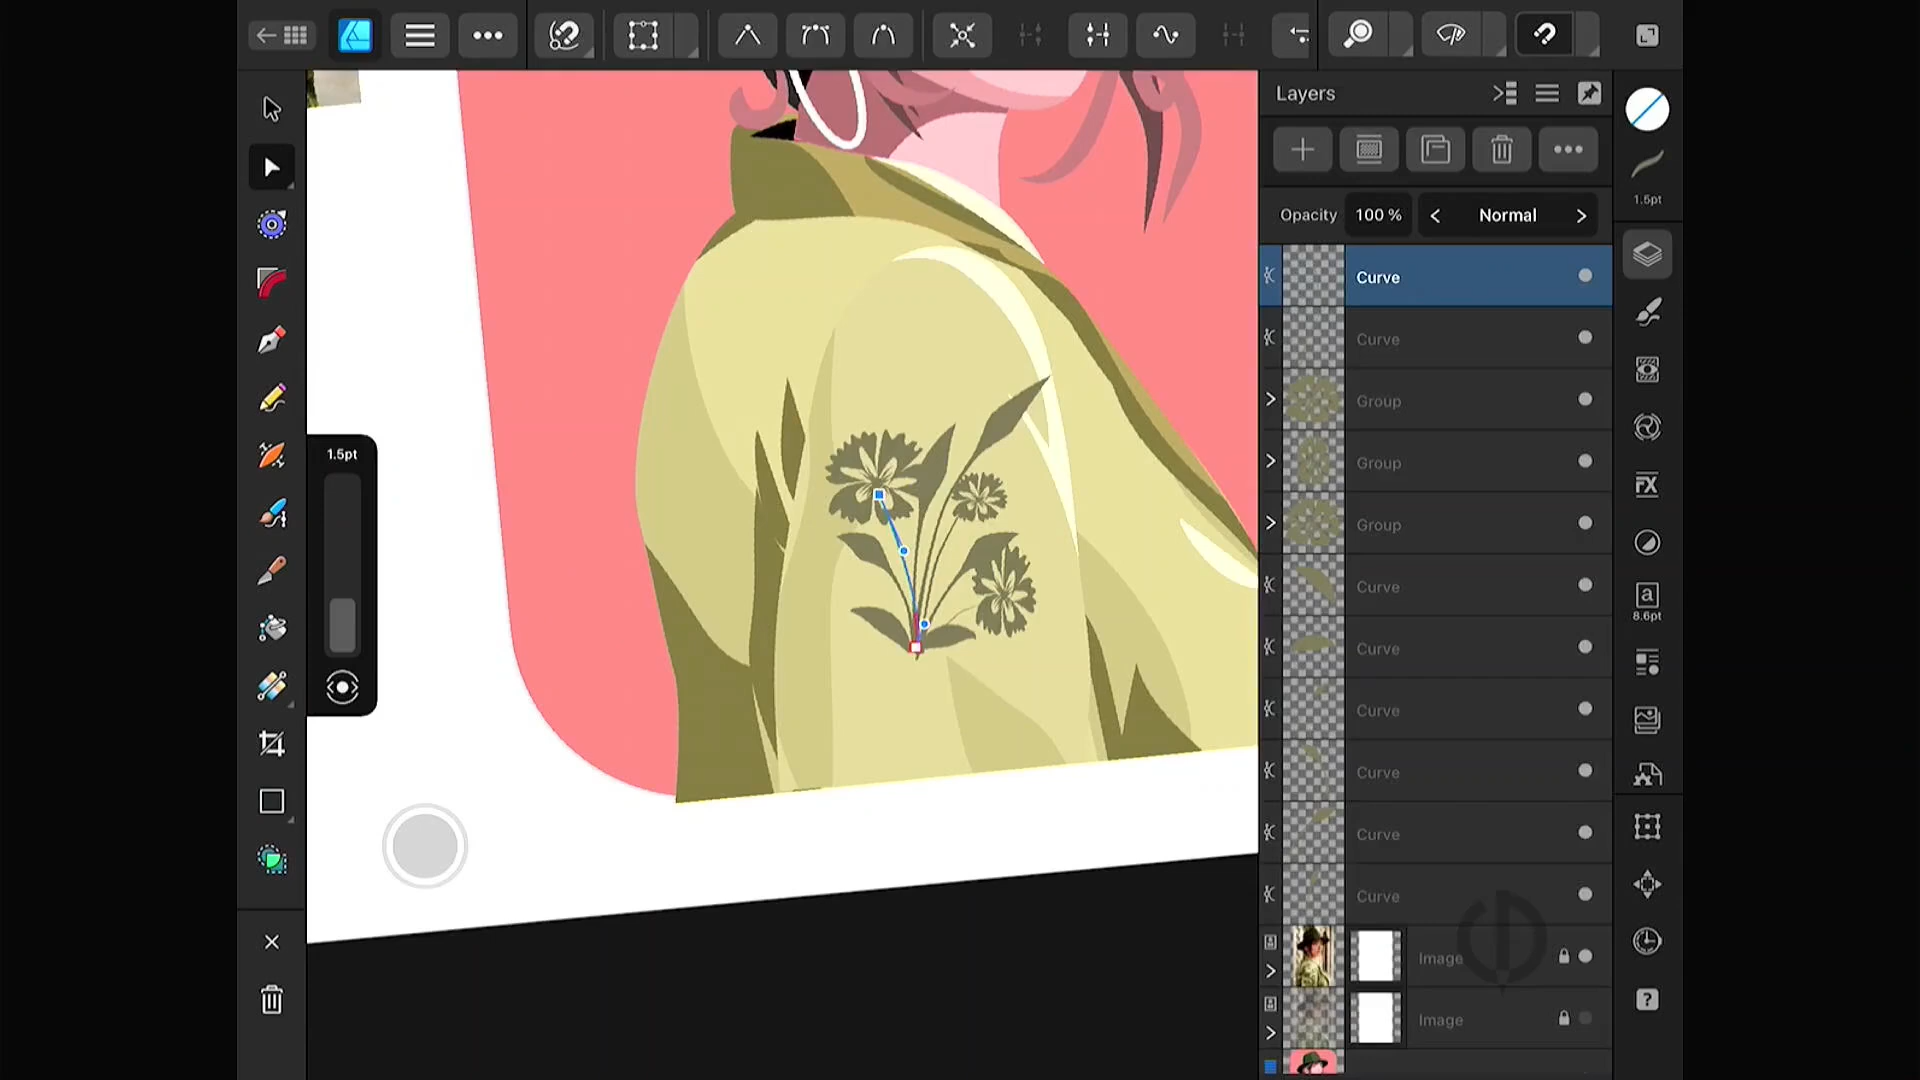 Layers
1.5pt
Opacity 100 % < Normal >
Curve
1.5pt
Curve
Group
Group
Group
Curve
FX
a
8.6pt
Curve
Curve
Curve
Curve
Curve
Image
Image
?